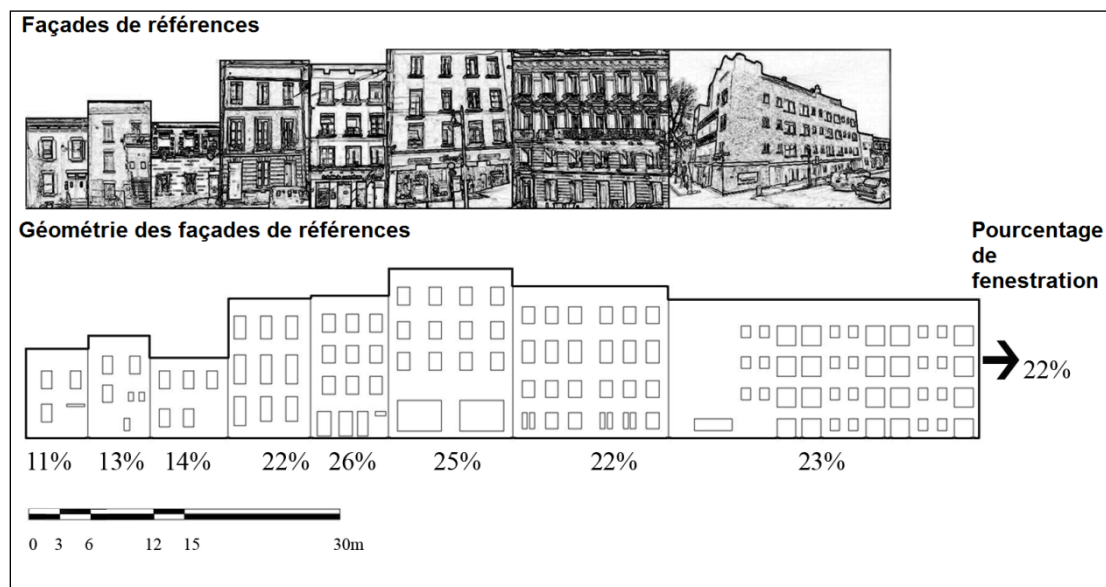 Façades de références
Géométrie des façades de références
Pourcentage
de
fenestration
22%
11% 13% 14% 22% 26% 25% 22% 23%
0 3 6 12 15 30m